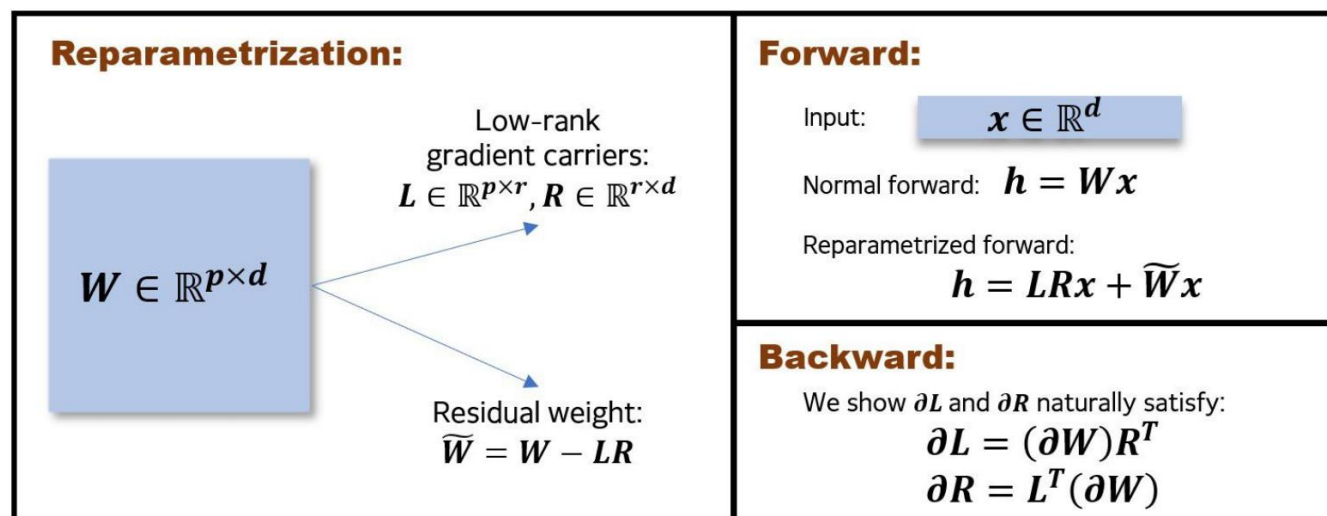 Reparametrization:
Low-rank
gradient carriers:
L ∈ ℝ^{p×r}, R ∈ ℝ^{r×d}
W ∈ ℝ^{p×d}
Residual weight:
W̃ = W − LR
Forward:
Input: x ∈ ℝ^d
Normal forward: h = Wx
Reparametrized forward:
h = LRx + W̃x
Backward:
We show ∂L and ∂R naturally satisfy:
∂L = (∂W)R^T
∂R = L^T(∂W)